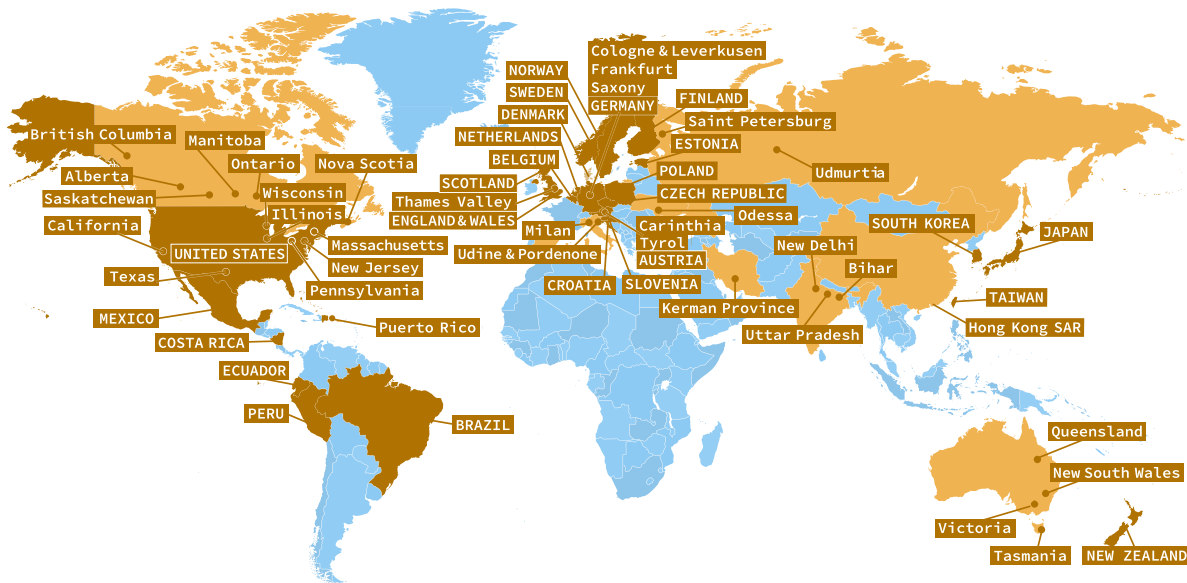 Cologne & Leverkusen
Frankfurt
Saxony
GERMANY
NORWAY
SWEDEN
DENMARK
NETHERLANDS
BELGIUM
SCOTLAND
Thames Valley
ENGLAND & WALES
FINLAND
Saint Petersburg
ESTONIA
POLAND
CZECH REPUBLIC
Udmurtia
Odessa
British Columbia
Manitoba
Ontario
Nova Scotia
Alberta
Saskatchewan
Wisconsin
Illinois
California
UNITED STATES
Massachusetts
New Jersey
Texas
Pennsylvania
MEXICO
Puerto Rico
COSTA RICA
ECUADOR
PERU
BRAZIL
Milan
Udine & Pordenone
Carinthia
Tyrol
AUSTRIA
CROATIA
SLOVENIA
SOUTH KOREA
JAPAN
New Delhi
Bihar
Kerman Province
Uttar Pradesh
TAIWAN
Hong Kong SAR
Queensland
New South Wales
Victoria
Tasmania
NEW ZEALAND